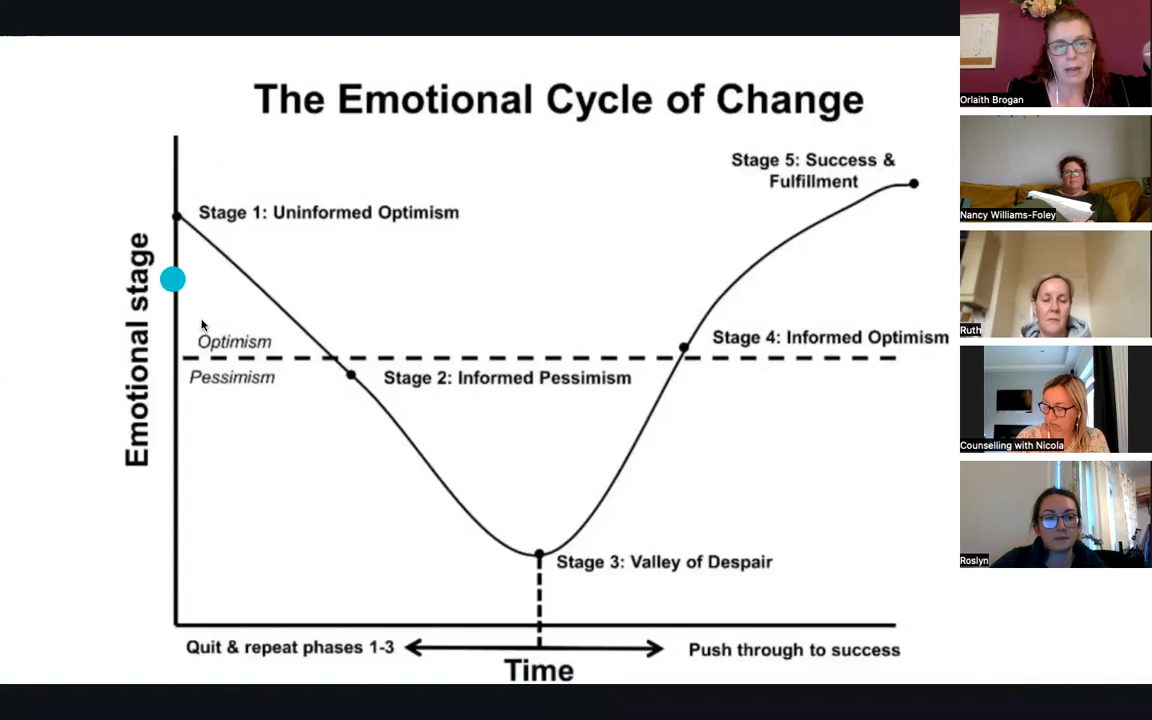 The Emotional Cycle of Change
Stage 5: Success &
Fulfillment
Stage 1: Uninformed Optimism
Emotional stage
Optimism
Stage 4: Informed Optimism
Pessimism
Stage 2: Informed Pessimism
Stage 3: Valley of Despair
Quit & repeat phases 1-3
Push through to success
Time
Orlaith Brogan
Nancy Williams-Foley
Ruth
Counselling with Nicola
Roslyn